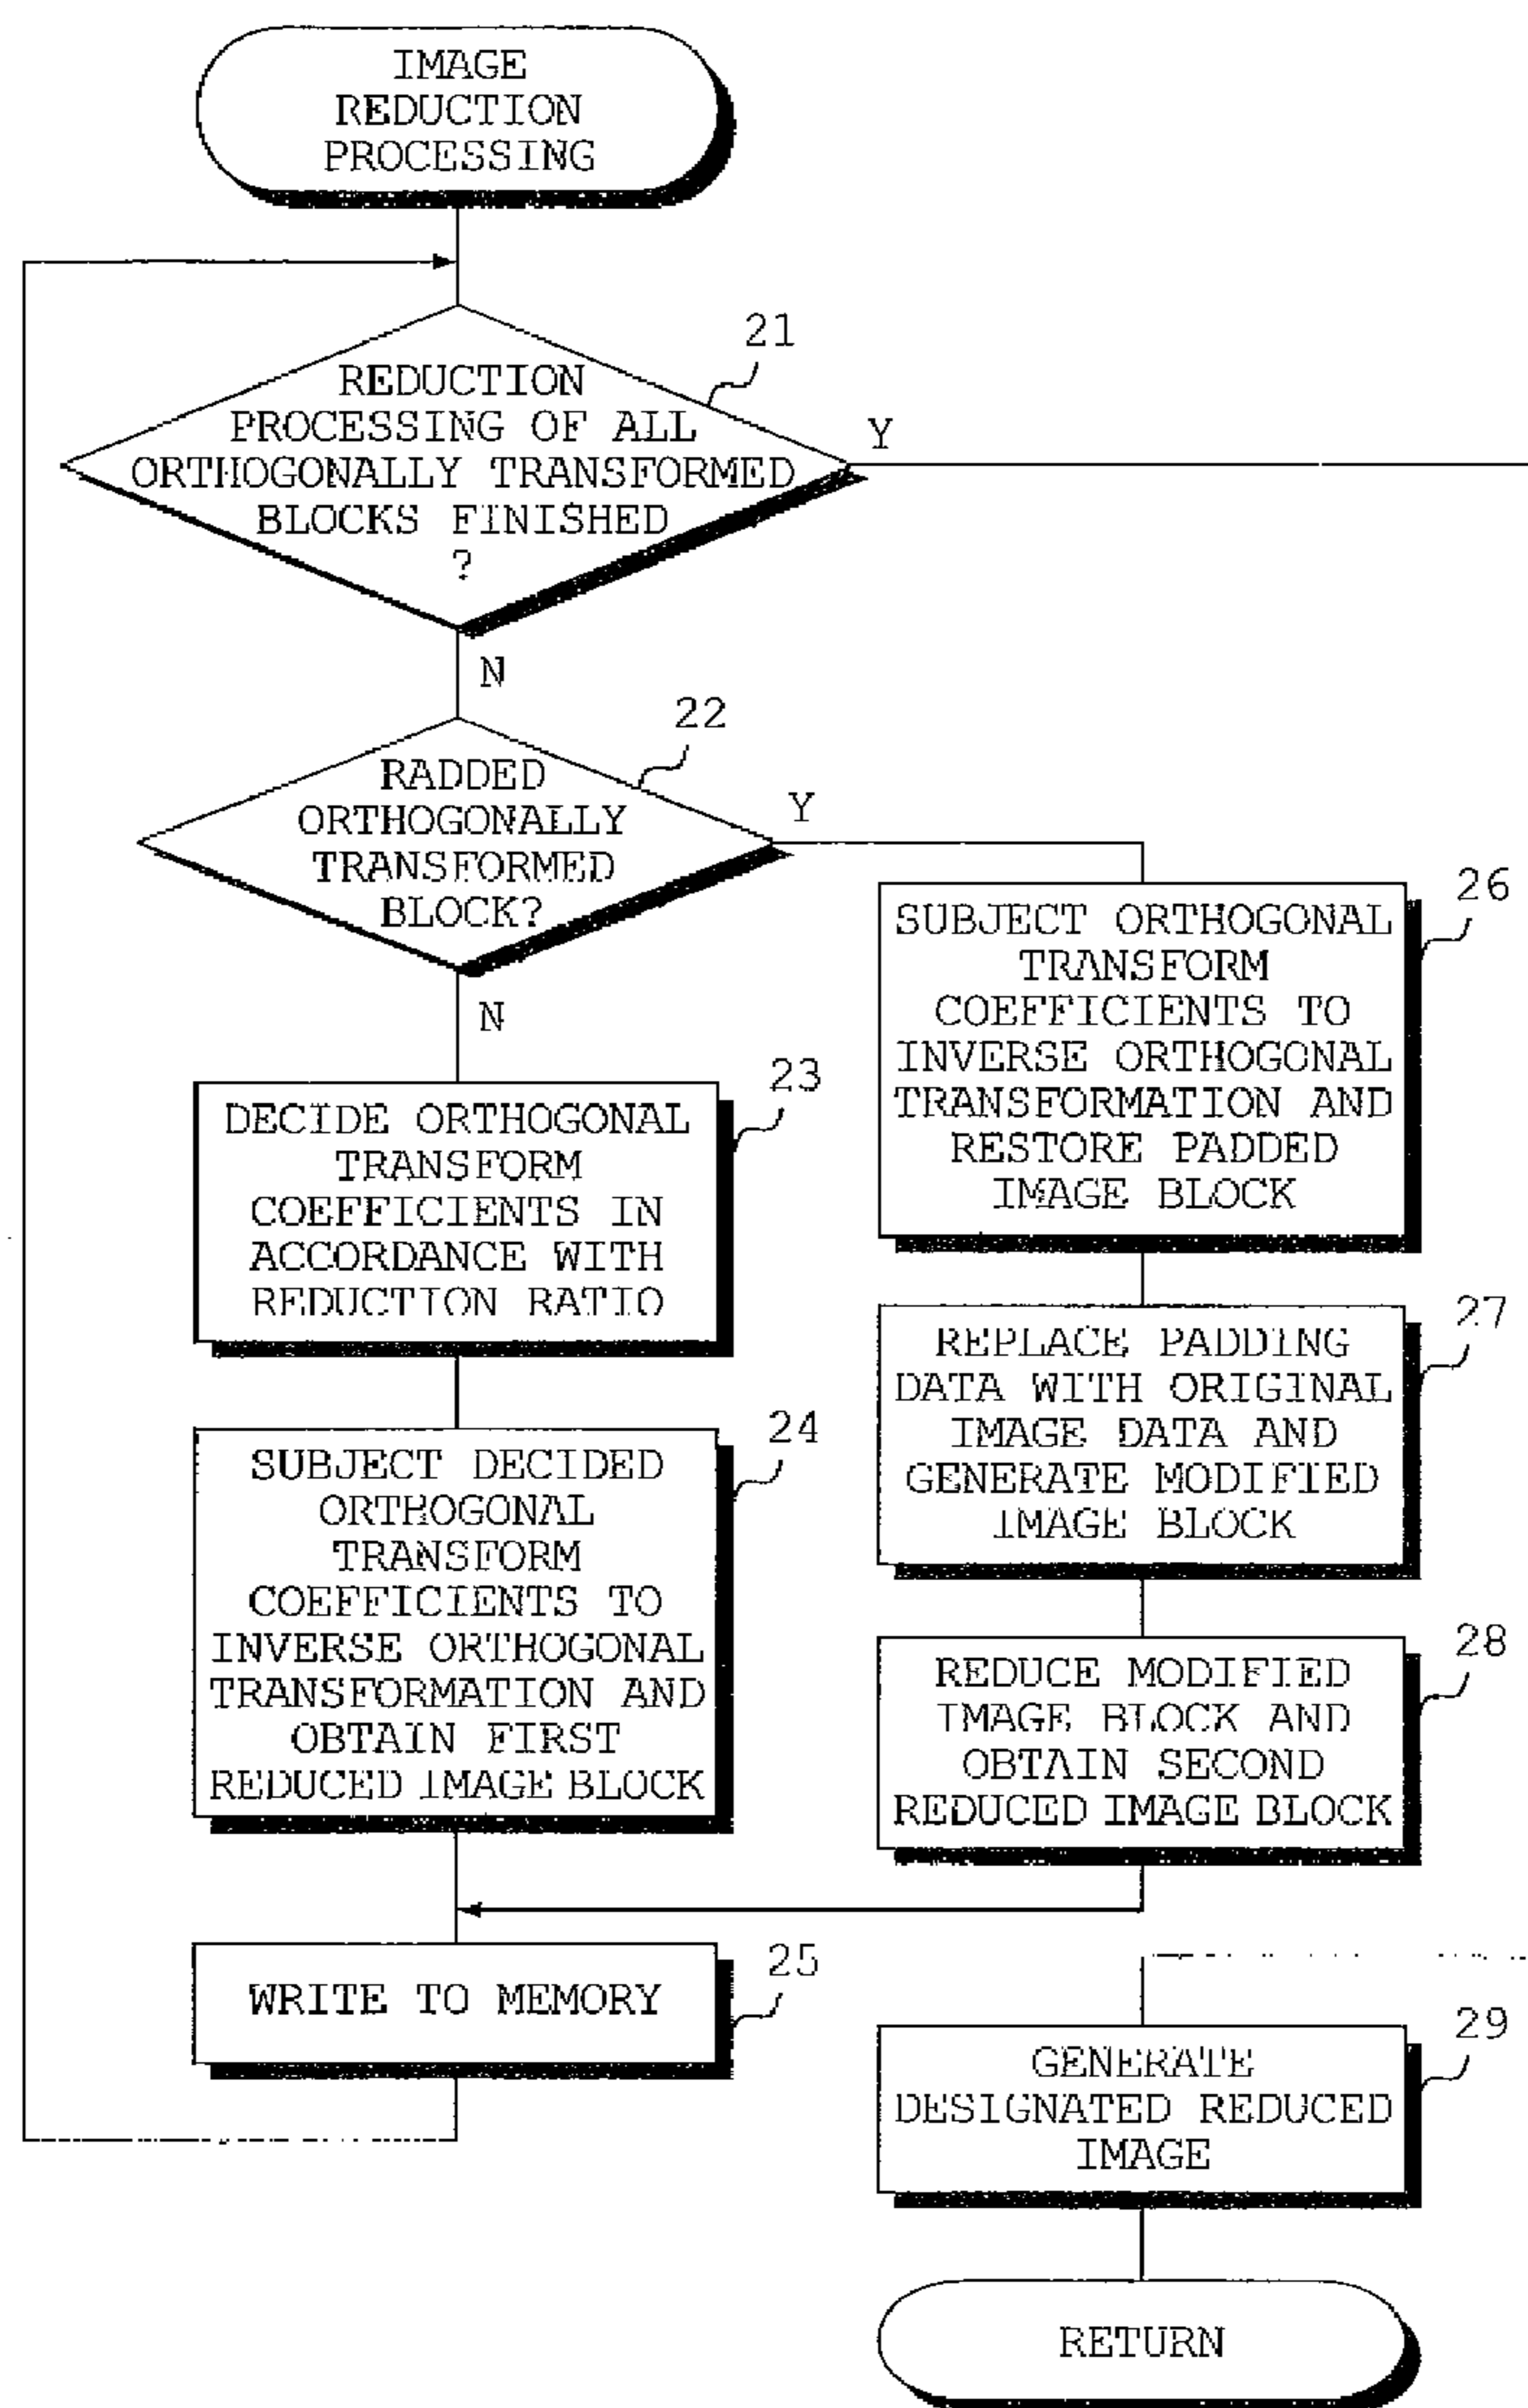 IMAGE
REDUCTION
PROCESSING
21
REDUCTION
PROCESSING OF ALL
ORTHOGONALLY TRANSFORMED
BLOCKS FINISHED
?
Y
N
22
RADDED
ORTHOGONALLY
TRANSFORMED
BLOCK?
Y
N
23
DECIDE ORTHOGONAL
TRANSFORM
COEFFICIENTS IN
ACCORDANCE WITH
REDUCTION RATIO
24
SUBJECT DECIDED
ORTHOGONAL
TRANSFORM
COEFFICIENTS TO
INVERSE ORTHOGONAL
TRANSFORMATION AND
OBTAIN FIRST
REDUCED IMAGE BLOCK
25
WRITE TO MEMORY
26
SUBJECT ORTHOGONAL
TRANSFORM
COEFFICIENTS TO
INVERSE ORTHOGONAL
TRANSFORMATION AND
RESTORE PADDED
IMAGE BLOCK
27
REPLACE PADDING
DATA WITH ORIGINAL
IMAGE DATA AND
GENERATE MODIFIED
IMAGE BLOCK
28
REDUCE MODIFIED
IMAGE BLOCK AND
OBTAIN SECOND
REDUCED IMAGE BLOCK
29
GENERATE
DESIGNATED REDUCED
IMAGE
RETURN